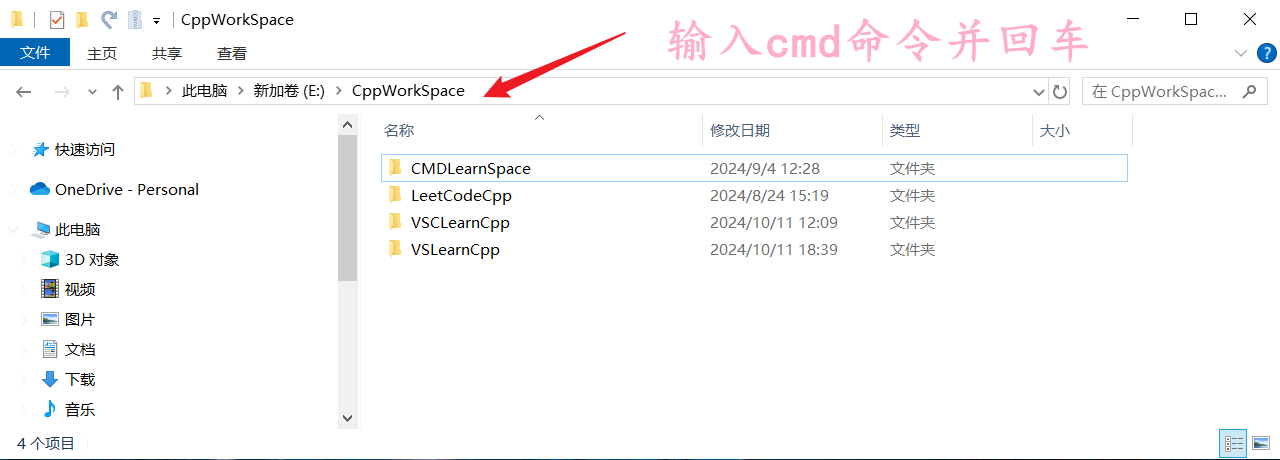 CppWorkSpace
输入cmd命令并回车
文件 主页 共享 查看
此电脑 新加卷 (E:) CppWorkSpace 在 CppWorkSpac...
名称 修改日期 类型 大小
快速访问
CMDLearnSpace 2024/9/4 12:28 文件夹
OneDrive - Personal
LeetCodeCpp 2024/8/24 15:19 文件夹
VSCLearnCpp 2024/10/11 12:09 文件夹
此电脑
VSLearnCpp 2024/10/11 18:39 文件夹
3D 对象
视频
图片
文档
下载
音乐
4 个项目